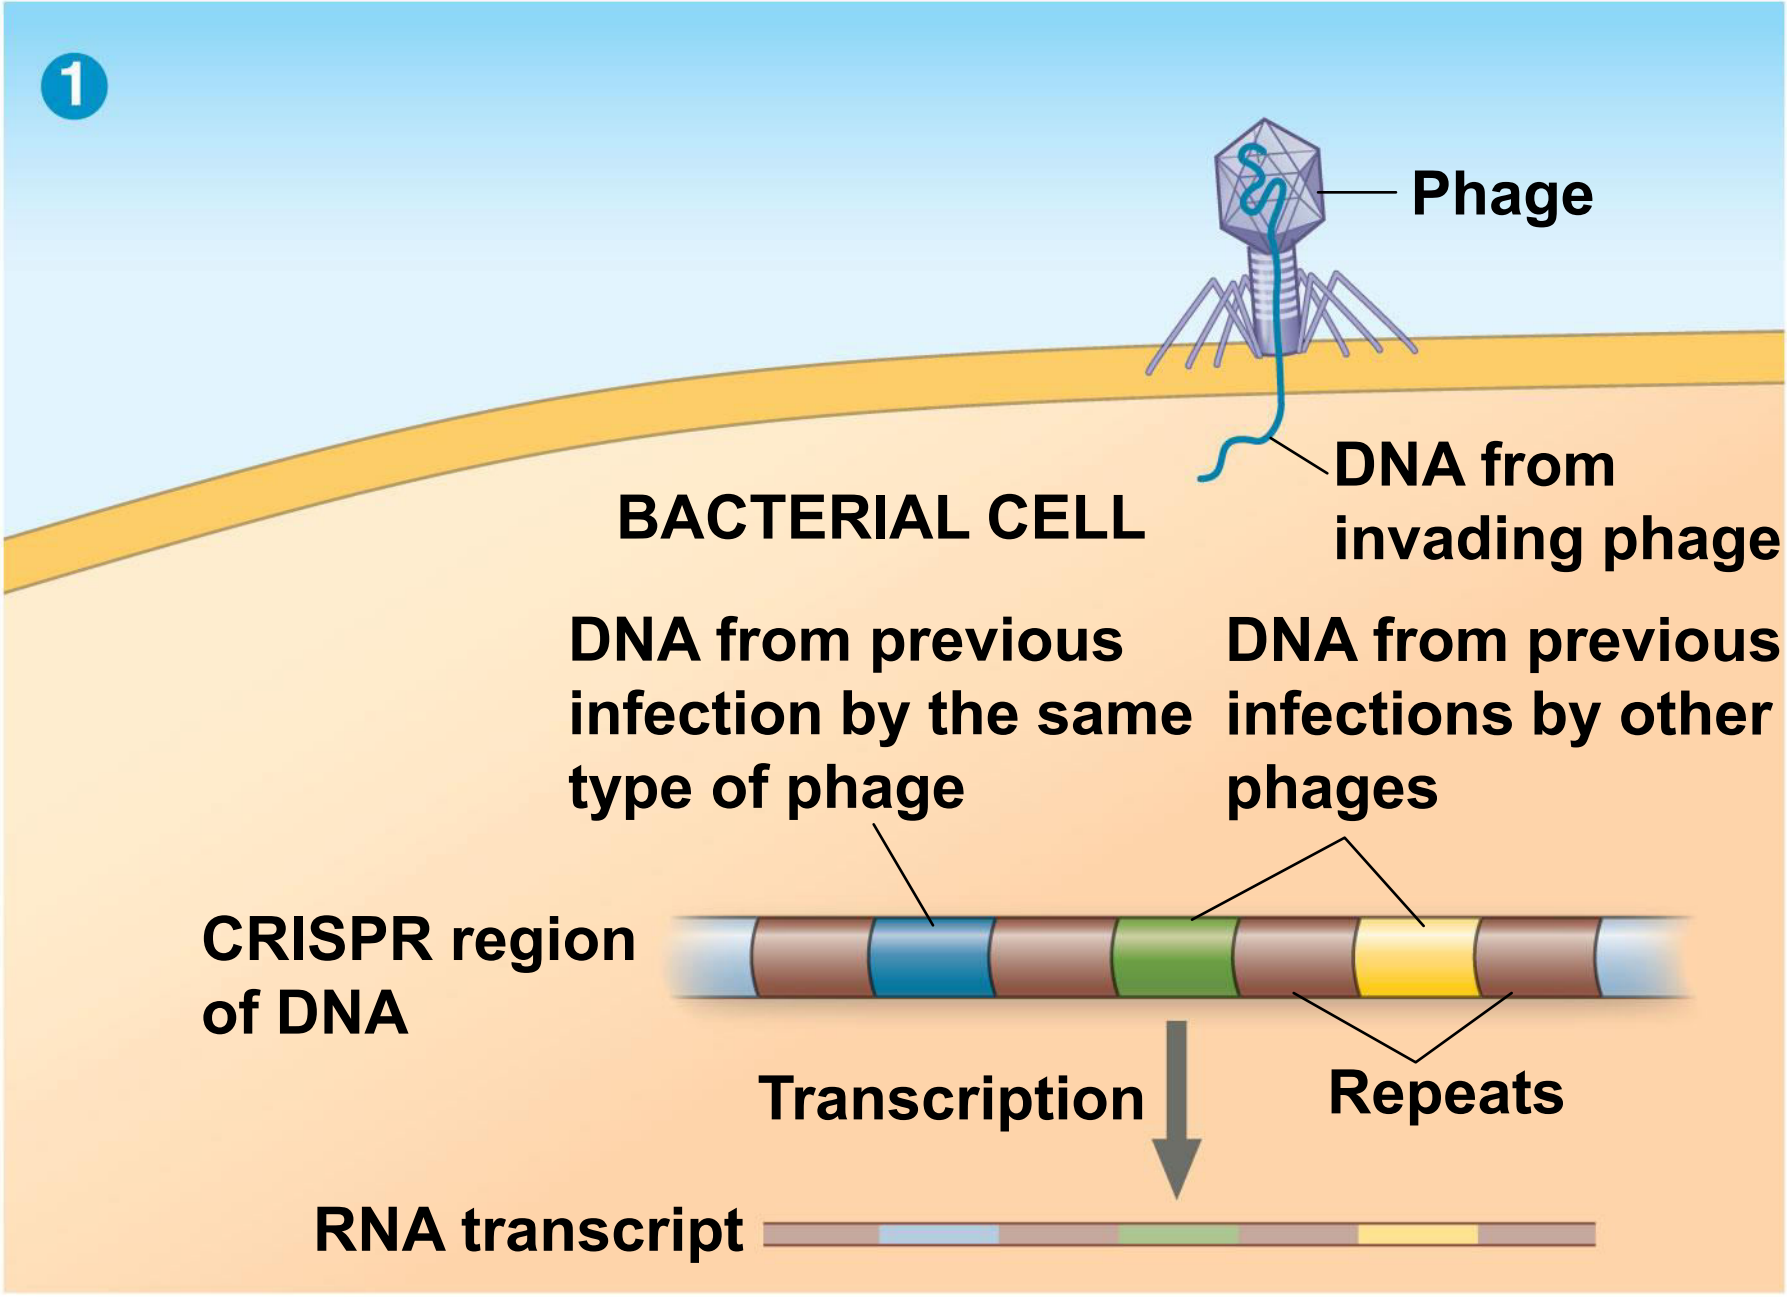 1
Phage
DNA from
invading phage
BACTERIAL CELL
DNA from previous
infection by the same
type of phage
DNA from previous
infections by other
phages
CRISPR region
of DNA
Transcription
Repeats
RNA transcript